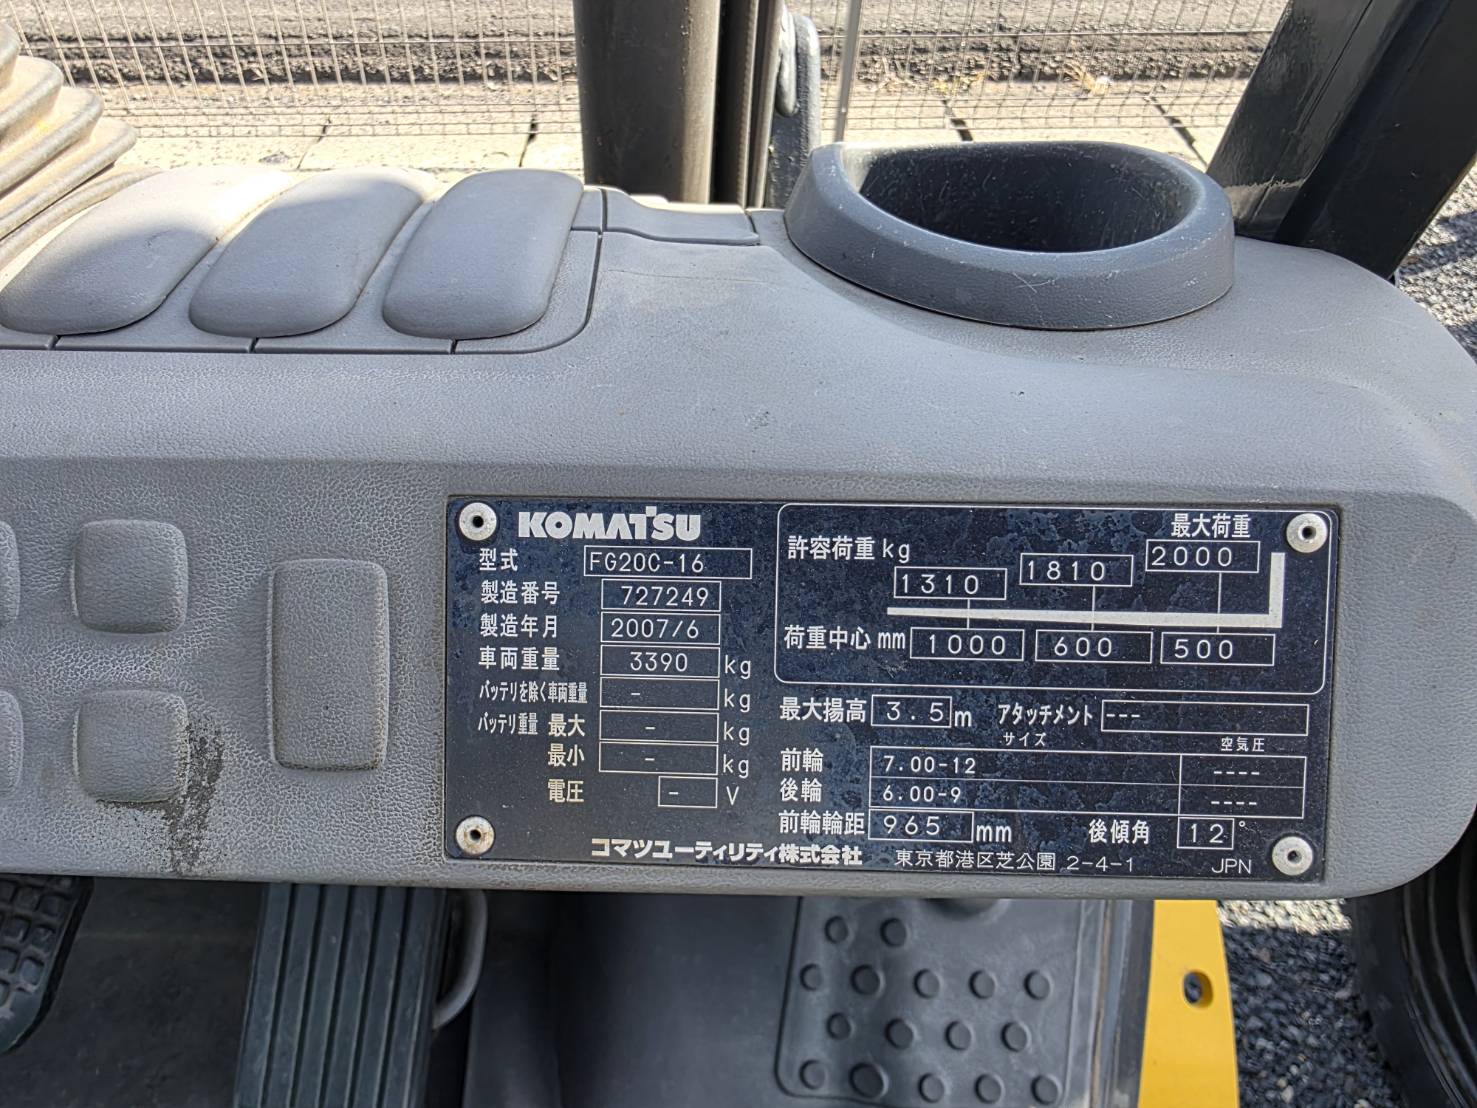 KOMATSU
型式 FG20C-16
製造番号 727249
製造年月 2007/6
車両重量 3390 kg
バッテリを除く車両重量 - kg
バッテリ重量 最大 - kg
最小 - kg
電圧 - V
最大荷重
許容荷重 kg 1310 1810 2000
荷重中心 mm 1000 600 500
最大揚高 3.5 m アタッチメント ---
サイズ 空気圧
前輪 7.00-12 ----
後輪 6.00-9 ----
前輪輪距 965 mm 後傾角 12°
コマツユーティリティ株式会社 東京都港区芝公園 2-4-1 JPN